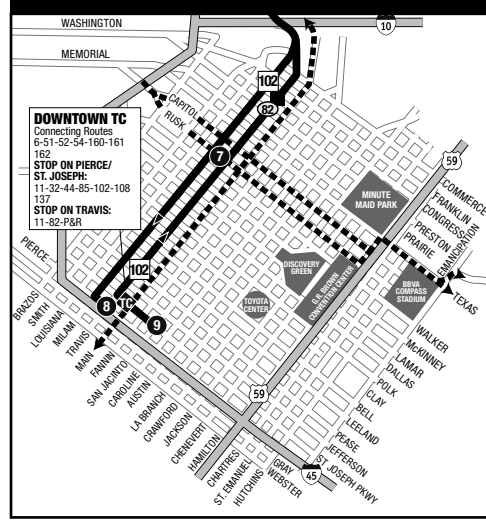 WASHINGTON
MEMORIAL
10
102
82
CAPITOL
RUSK
7
DOWNTOWN TC
Connecting Routes
6-51-52-54-160-161
162
STOP ON PIERCE/
ST. JOSEPH:
11-32-44-85-102-108
137
STOP ON TRAVIS:
11-82-P&R
59
COMMERCE
FRANKLIN
CONGRESS
PRESTON
PRAIRIE
EMANCIPATION
TEXAS
MINUTE
MAID PARK
DISCOVERY
GREEN
G.R. BROWN
CONVENTION CENTER
TOYOTA
CENTER
BBVA
COMPASS
STADIUM
102
8
TC
9
PIERCE
BRAZOS
SMITH
LOUISIANA
MILAM
TRAVIS
MAIN
FANNIN
SAN JACINTO
CAROLINE
AUSTIN
LA BRANCH
CRAWFORD
JACKSON
CHENEVERT
HAMILTON
CHARTRES
ST. EMANUEL
HUTCHINS
59
45
WALKER
McKINNEY
LAMAR
DALLAS
POLK
CLAY
BELL
LEELAND
PEASE
JEFFERSON
ST. JOSEPH PKWY
GRAY
WEBSTER